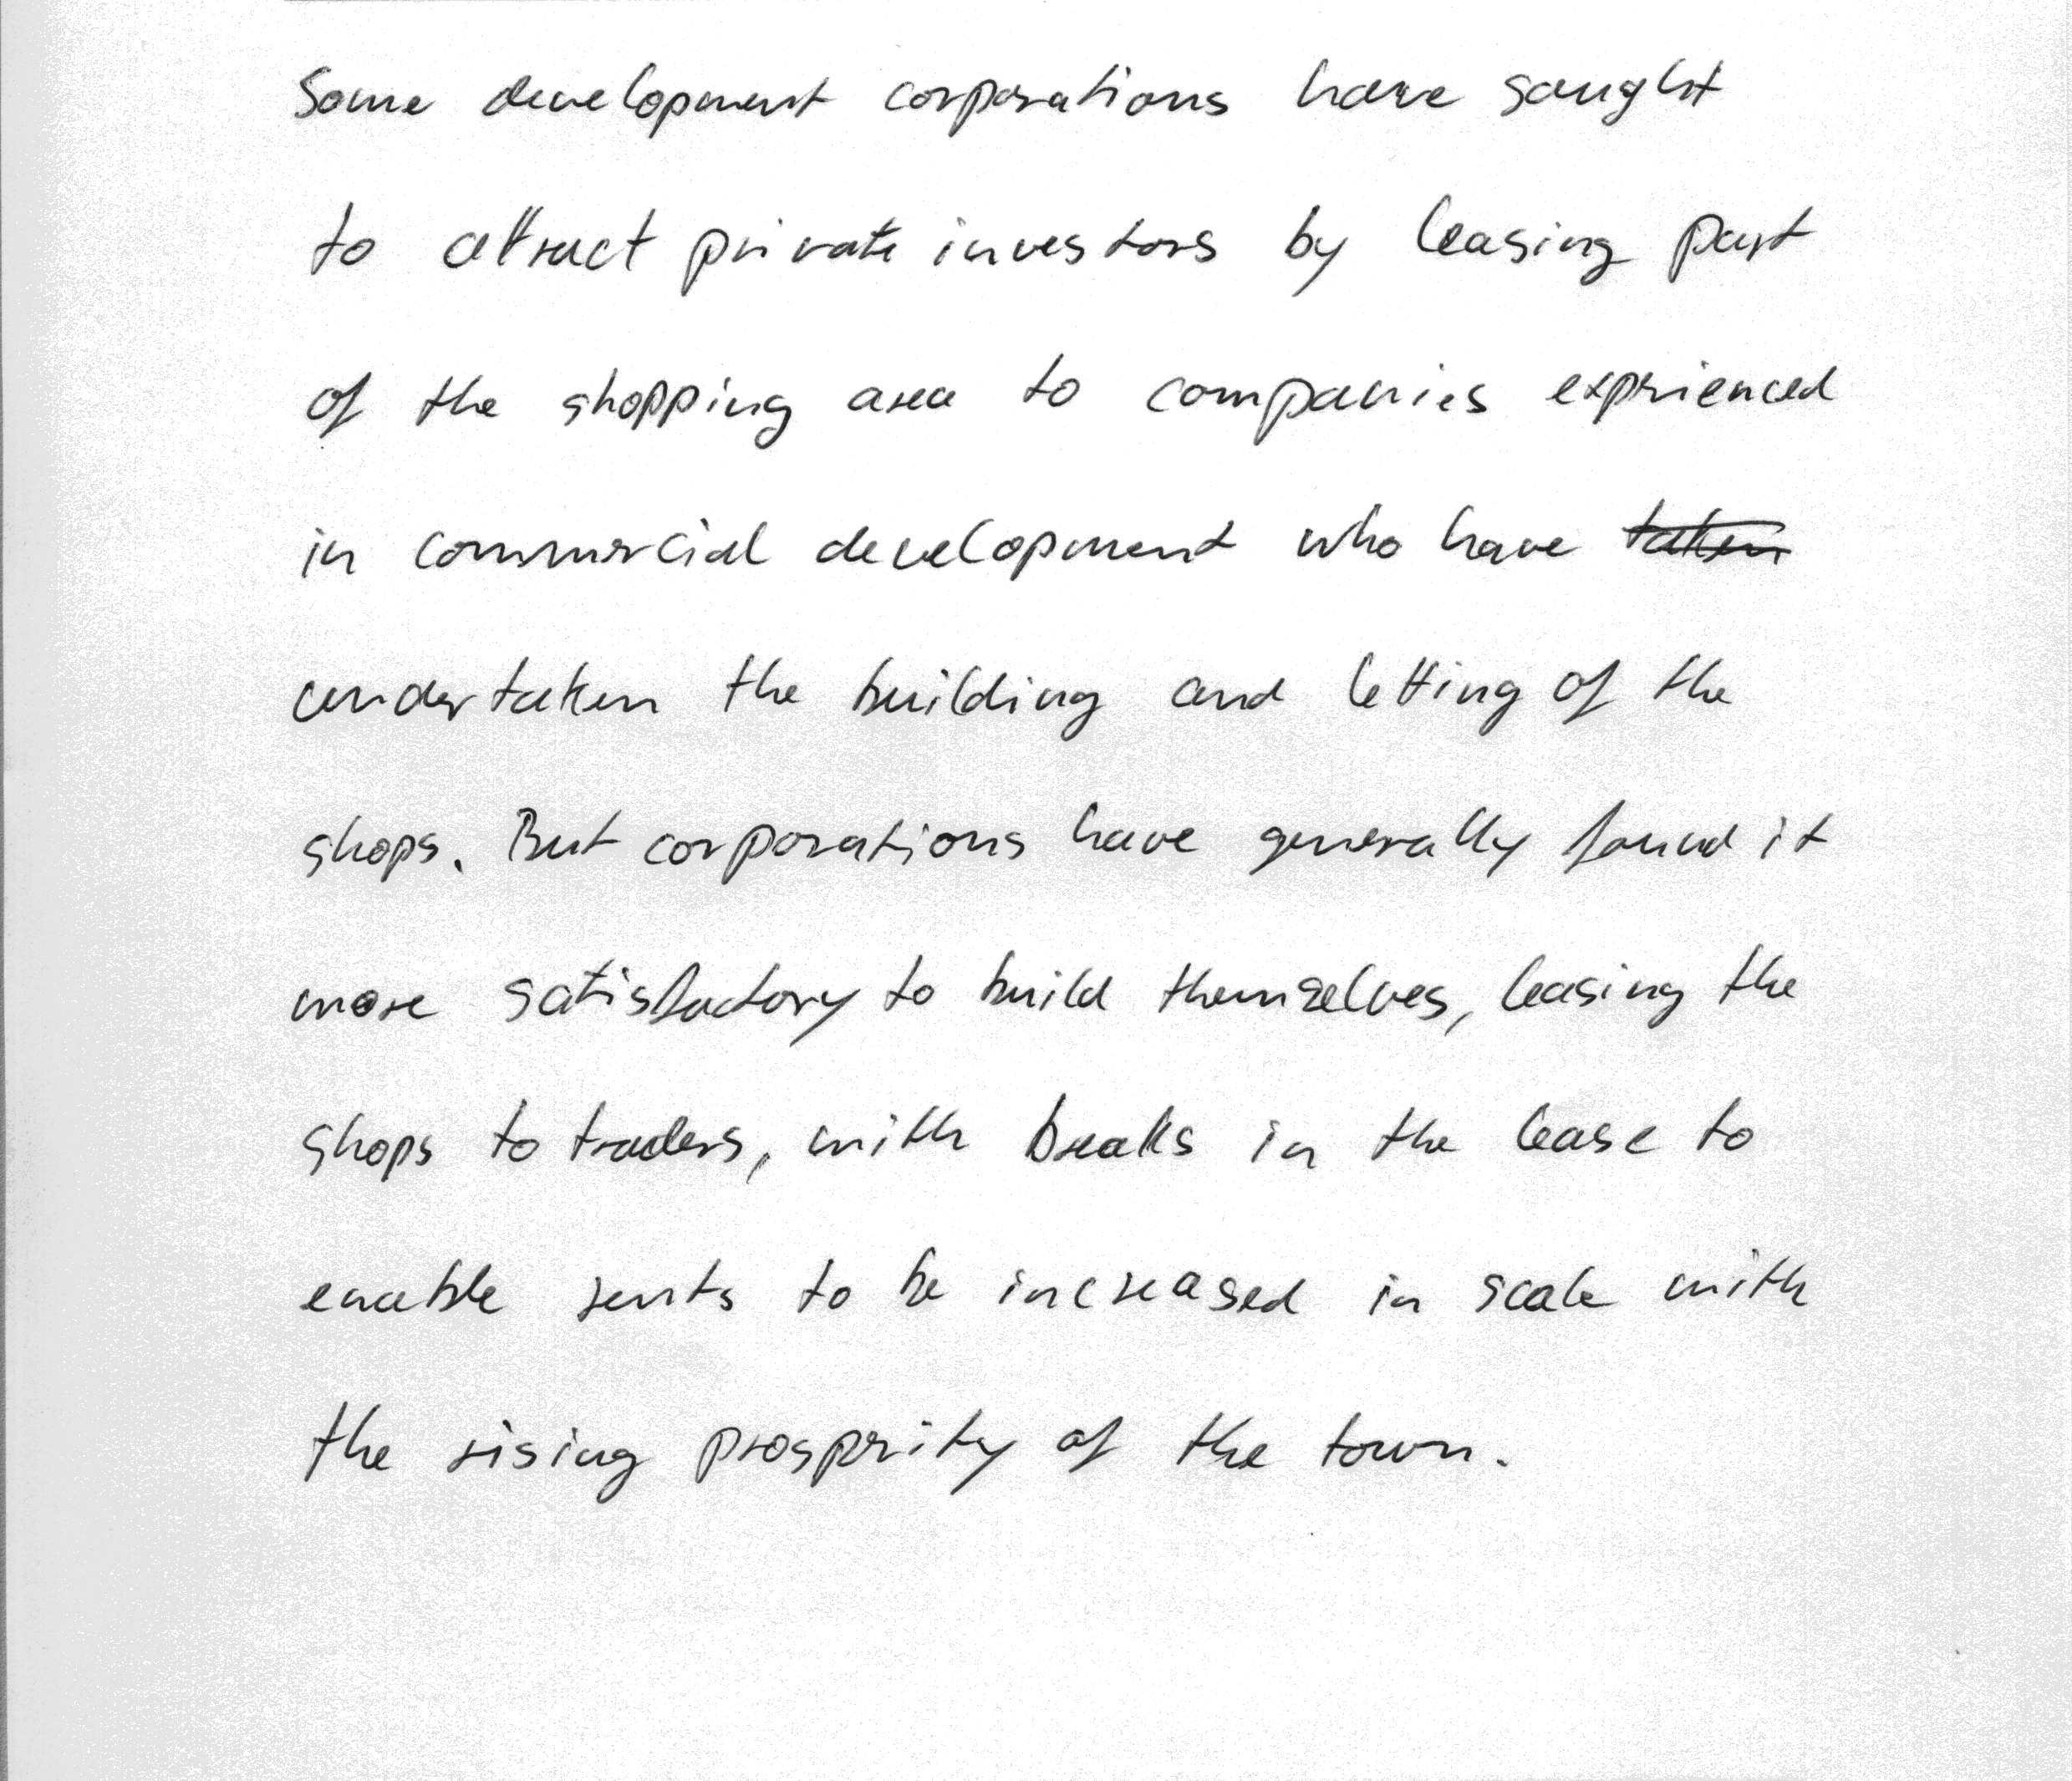 Some development corporations have sought
to attract private investors by leasing part
of the shopping area to companies exprienced
in commercial development who have taken
undertaken the building and letting of the
shops. But corporations have generally found it
more satisfactory to build themselves, leasing the
shops to traders, with breaks in the lease to
enable rents to be increased in scale with
the rising prosperity of the town.